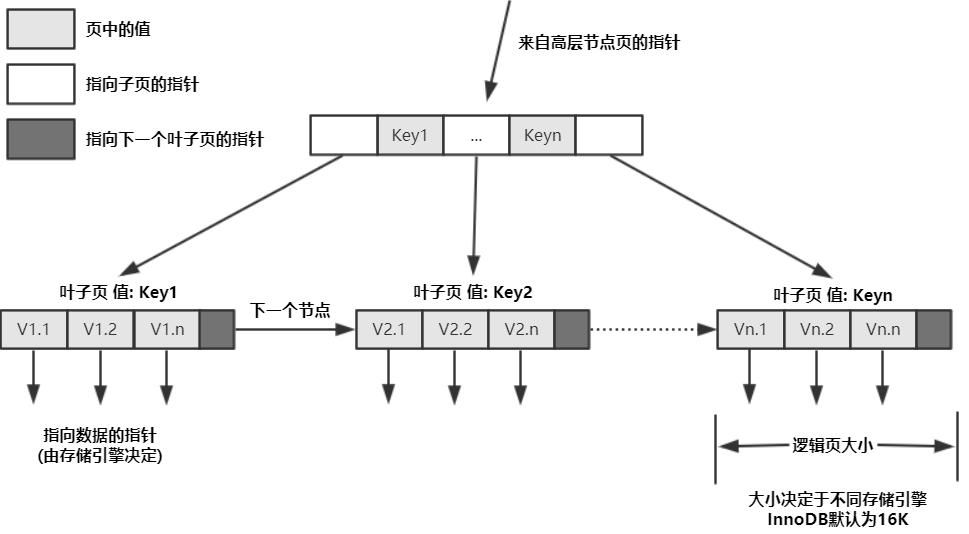 页中的值
来自高层节点页的指针
指向子页的指针
指向下一个叶子页的指针
Key1
...
Keyn
叶子页 值: Key1
叶子页 值: Key2
叶子页 值: Keyn
V1.1
V1.2
V1.n
下一个节点
V2.1
V2.2
V2.n
Vn.1
Vn.2
Vn.n
指向数据的指针
(由存储引擎决定)
逻辑页大小
大小决定于不同存储引擎
InnoDB默认为16K